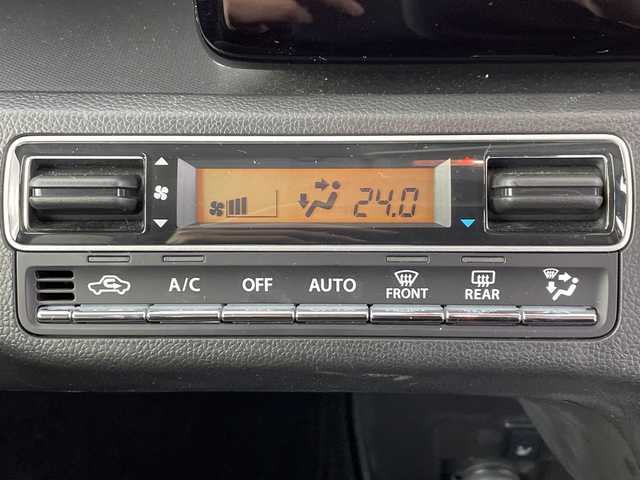 24.0
A/C OFF AUTO FRONT REAR